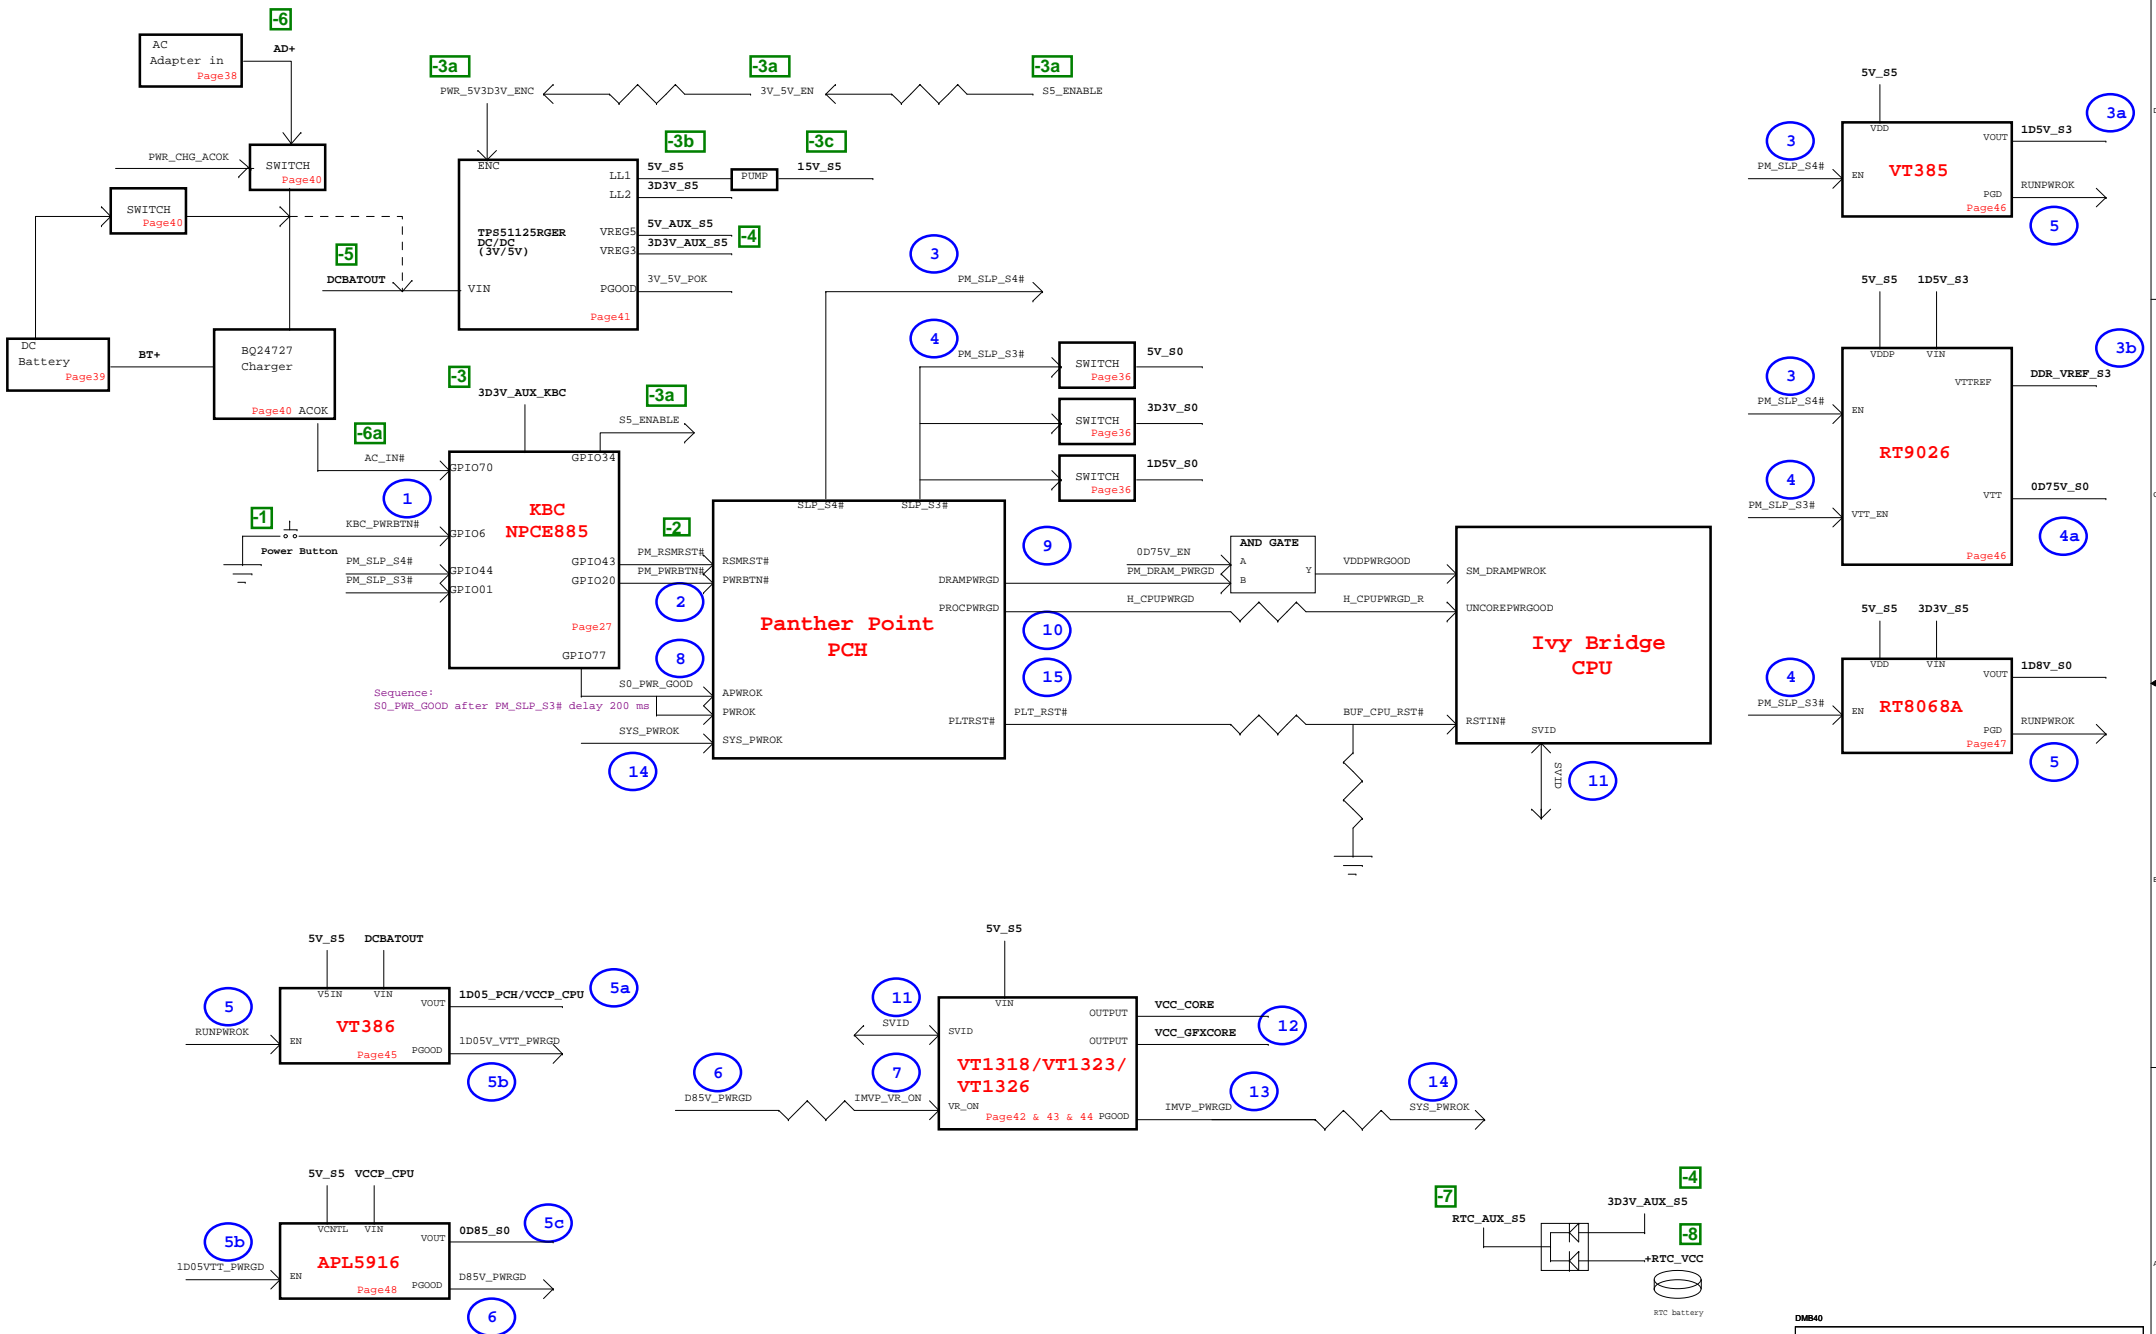 -6
AC
Adapter in
Page38
AD+
PWR_CHG_ACOK
SWITCH
Page40
SWITCH
Page40
-5
DCBATOUT
DC
Battery
Page39
BT+
BQ24727
Charger
Page40 ACOK
-6a
AC_IN#
-3a
PWR_5V3D3V_ENC
-3a
3V_5V_EN
-3a
S5_ENABLE
ENC
TPS51125RGER
DC/DC
(3V/5V)
VIN
LL1
LL2
VREG5
VREG3
PGOOD
Page41
-3b
5V_S5
3D3V_S5
PUMP
-3c
15V_S5
5V_AUX_S5
3D3V_AUX_S5
-4
3V_5V_POK
-3
3D3V_AUX_KBC
-3a
S5_ENABLE
1
-1
KBC_PWRBTN#
Power Button
PM_SLP_S4#
PM_SLP_S3#
GPIO70
GPIO34
KBC
NPCE885
GPIO6
GPIO43
GPIO20
GPIO44
GPIO01
Page27
GPIO77
-2
PM_RSMRST#
PM_PWRBTN#
2
8
S0_PWR_GOOD
Sequence:
S0_PWR_GOOD after PM_SLP_S3# delay 200 ms
SYS_PWROK
14
3
PM_SLP_S4#
4
PM_SLP_S3#
SWITCH
Page36
5V_S0
SWITCH
Page36
3D3V_S0
SWITCH
Page36
1D5V_S0
SLP_S4#
SLP_S3#
RSMRST#
PWRBTN#
DRAMPWRGD
PROCPWRGD
Panther Point
PCH
APWROK
PWROK
PLTRST#
SYS_PWROK
9
10
15
0D75V_EN
PM_DRAM_PWRGD
AND GATE
A
B
Y
VDDPWRGOOD
H_CPUPWRGD
H_CPUPWRGD_R
PLT_RST#
BUF_CPU_RST#
SM_DRAMPWROK
UNCOREPWRGOOD
Ivy Bridge
CPU
RSTIN#
SVID
SVID
11
5V_S5
VDD
3
PM_SLP_S4#
EN
VT385
VOUT
PGD
Page46
1D5V_S3
3a
RUNPWROK
5
5V_S5
1D5V_S3
VDDP
VIN
3
PM_SLP_S4#
EN
VTTREF
DDR_VREF_S3
3b
RT9026
4
PM_SLP_S3#
VTT_EN
VTT
0D75V_S0
4a
Page46
5V_S5
3D3V_S5
VDD
VIN
4
PM_SLP_S3#
EN
VOUT
1D8V_S0
RT8068A
PGD
Page47
RUNPWROK
5
5V_S5
DCBATOUT
V5IN
VIN
5
RUNPWROK
EN
VT386
VOUT
PGOOD
Page45
1D05_PCH/VCCP_CPU
5a
1D05V_VTT_PWRGD
5b
5V_S5
VIN
11
SVID
SVID
6
D85V_PWRGD
7
IMVP_VR_ON
VR_ON
VT1318/VT1323/
VT1326
Page42 & 43 & 44
OUTPUT
OUTPUT
PGOOD
VCC_CORE
VCC_GFXCORE
12
IMVP_PWRGD
13
14
SYS_PWROK
5V_S5
VCCP_CPU
VCNTL
VIN
5b
1D05VTT_PWRGD
EN
APL5916
VOUT
PGOOD
Page48
0D85_S0
5c
D85V_PWRGD
6
-7
RTC_AUX_S5
-4
3D3V_AUX_S5
-8
+RTC_VCC
RTC battery
DMB40